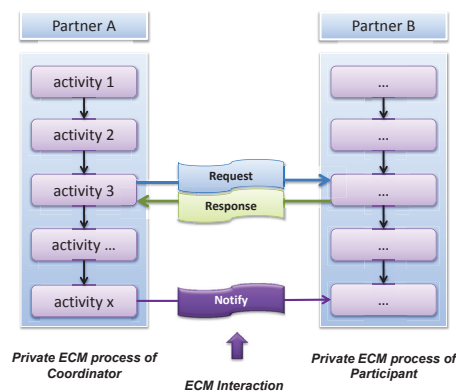 Partner A
Partner B
activity 1
...
activity 2
...
Request
activity 3
...
Response
activity ...
...
activity x
Notify
...
Private ECM process of
Coordinator
ECM Interaction
Private ECM process of
Participant